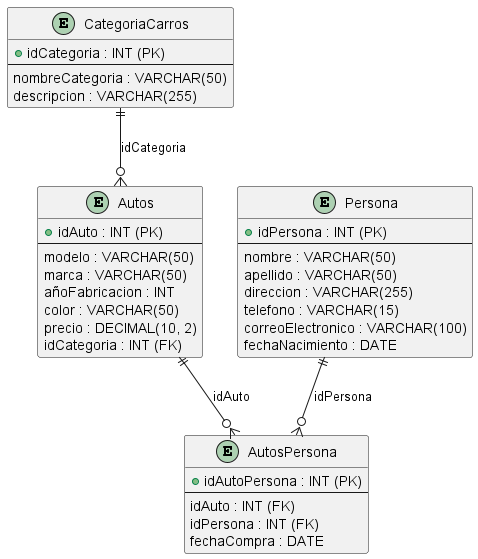 E CategoriaCarros
idCategoria : INT (PK)
nombreCategoria : VARCHAR(50)
descripcion : VARCHAR(255)
idCategoria
E Autos
idAuto : INT (PK)
modelo : VARCHAR(50)
marca : VARCHAR(50)
añoFabricacion : INT
color : VARCHAR(50)
precio : DECIMAL(10, 2)
idCategoria : INT (FK)
E Persona
idPersona : INT (PK)
nombre : VARCHAR(50)
apellido : VARCHAR(50)
direccion : VARCHAR(255)
telefono : VARCHAR(15)
correoElectronico : VARCHAR(100)
fechaNacimiento : DATE
idAuto
idPersona
E AutosPersona
idAutoPersona : INT (PK)
idAuto : INT (FK)
idPersona : INT (FK)
fechaCompra : DATE